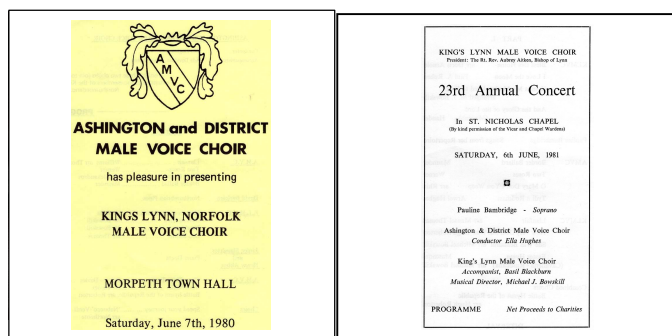 AMVC
ASHINGTON and DISTRICT
MALE VOICE CHOIR
has pleasure in presenting
KINGS LYNN, NORFOLK
MALE VOICE CHOIR
MORPETH TOWN HALL
Saturday, June 7th, 1980
KING'S LYNN MALE VOICE CHOIR
President: The Rt. Rev. Aubrey Aitken, Bishop of Lynn
23rd Annual Concert
In ST. NICHOLAS CHAPEL
(By kind permission of the Vicar and Chapel Wardens)
SATURDAY, 6th JUNE, 1981
Pauline Bambridge - Soprano
Ashington & District Male Voice Choir
Conductor Ella Hughes
King's Lynn Male Voice Choir
Accompanist, Basil Blackburn
Musical Director, Michael J. Bowskill
PROGRAMME Net Proceeds to Charities